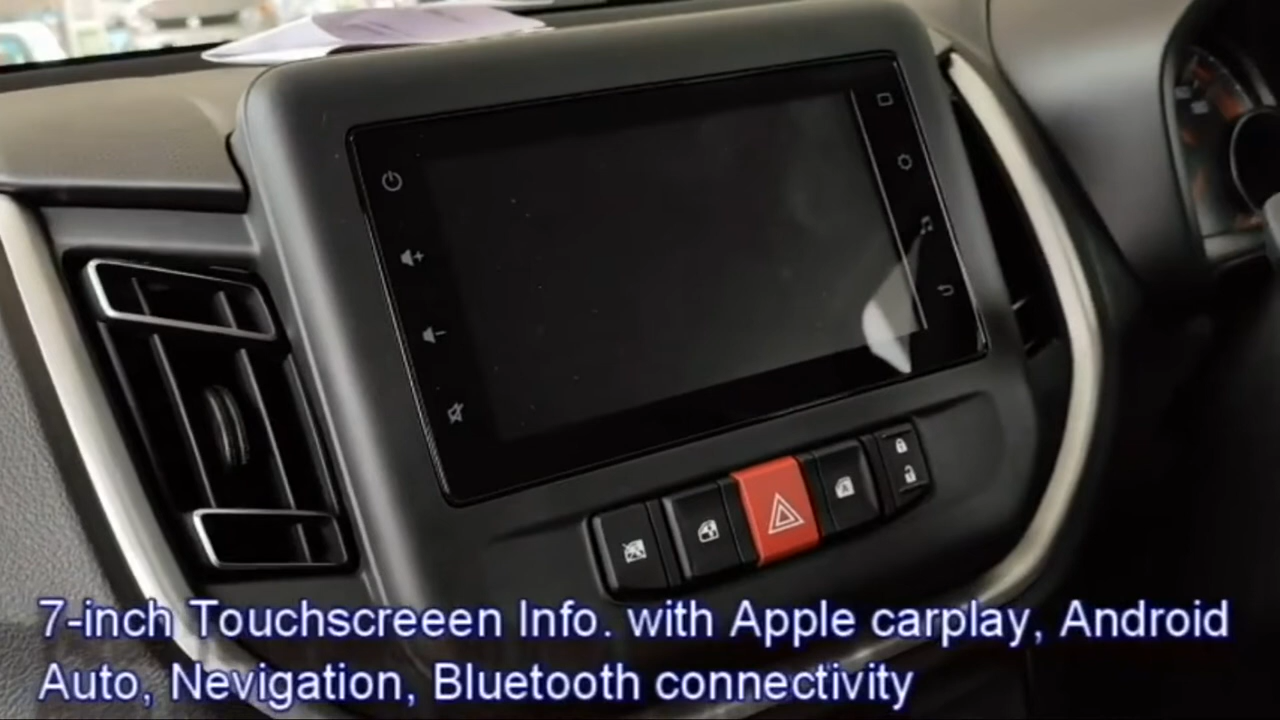 7-inch Touchscreeen Info. with Apple carplay, Android
Auto, Nevigation, Bluetooth connectivity